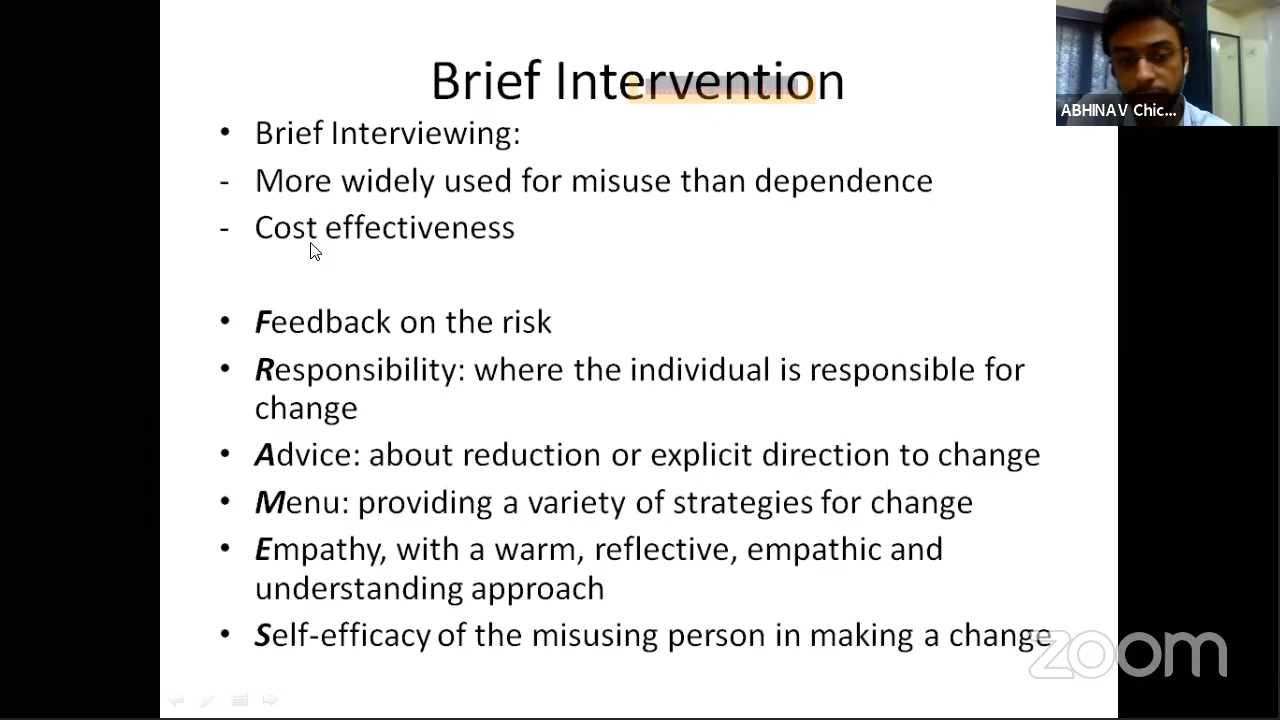 Brief Intervention
• Brief Interviewing:
- More widely used for misuse than dependence
- Cost effectiveness
• Feedback on the risk
• Responsibility: where the individual is responsible for
change
• Advice: about reduction or explicit direction to change
• Menu: providing a variety of strategies for change
• Empathy, with a warm, reflective, empathic and
understanding approach
• Self-efficacy of the misusing person in making a change
ABHINAV Chic...
zoom